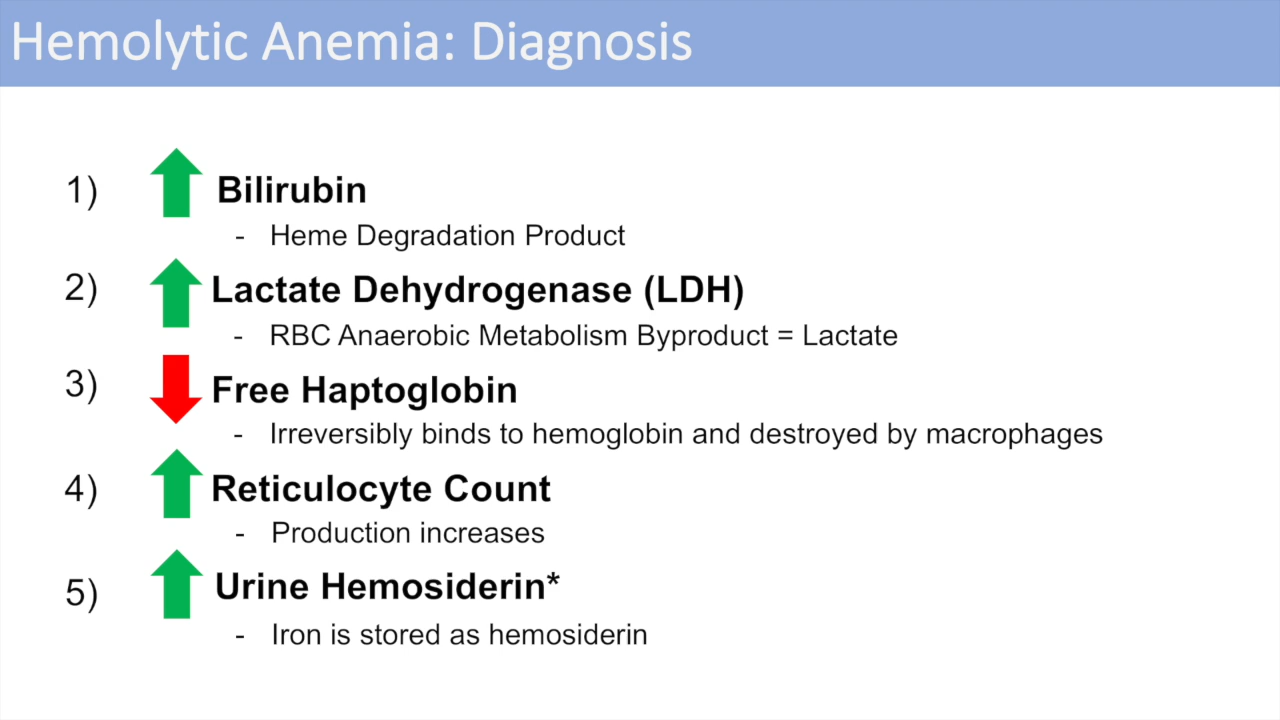 Hemolytic Anemia: Diagnosis
1) Bilirubin
- Heme Degradation Product
2) Lactate Dehydrogenase (LDH)
- RBC Anaerobic Metabolism Byproduct = Lactate
3) Free Haptoglobin
- Irreversibly binds to hemoglobin and destroyed by macrophages
4) Reticulocyte Count
- Production increases
5) Urine Hemosiderin*
- Iron is stored as hemosiderin